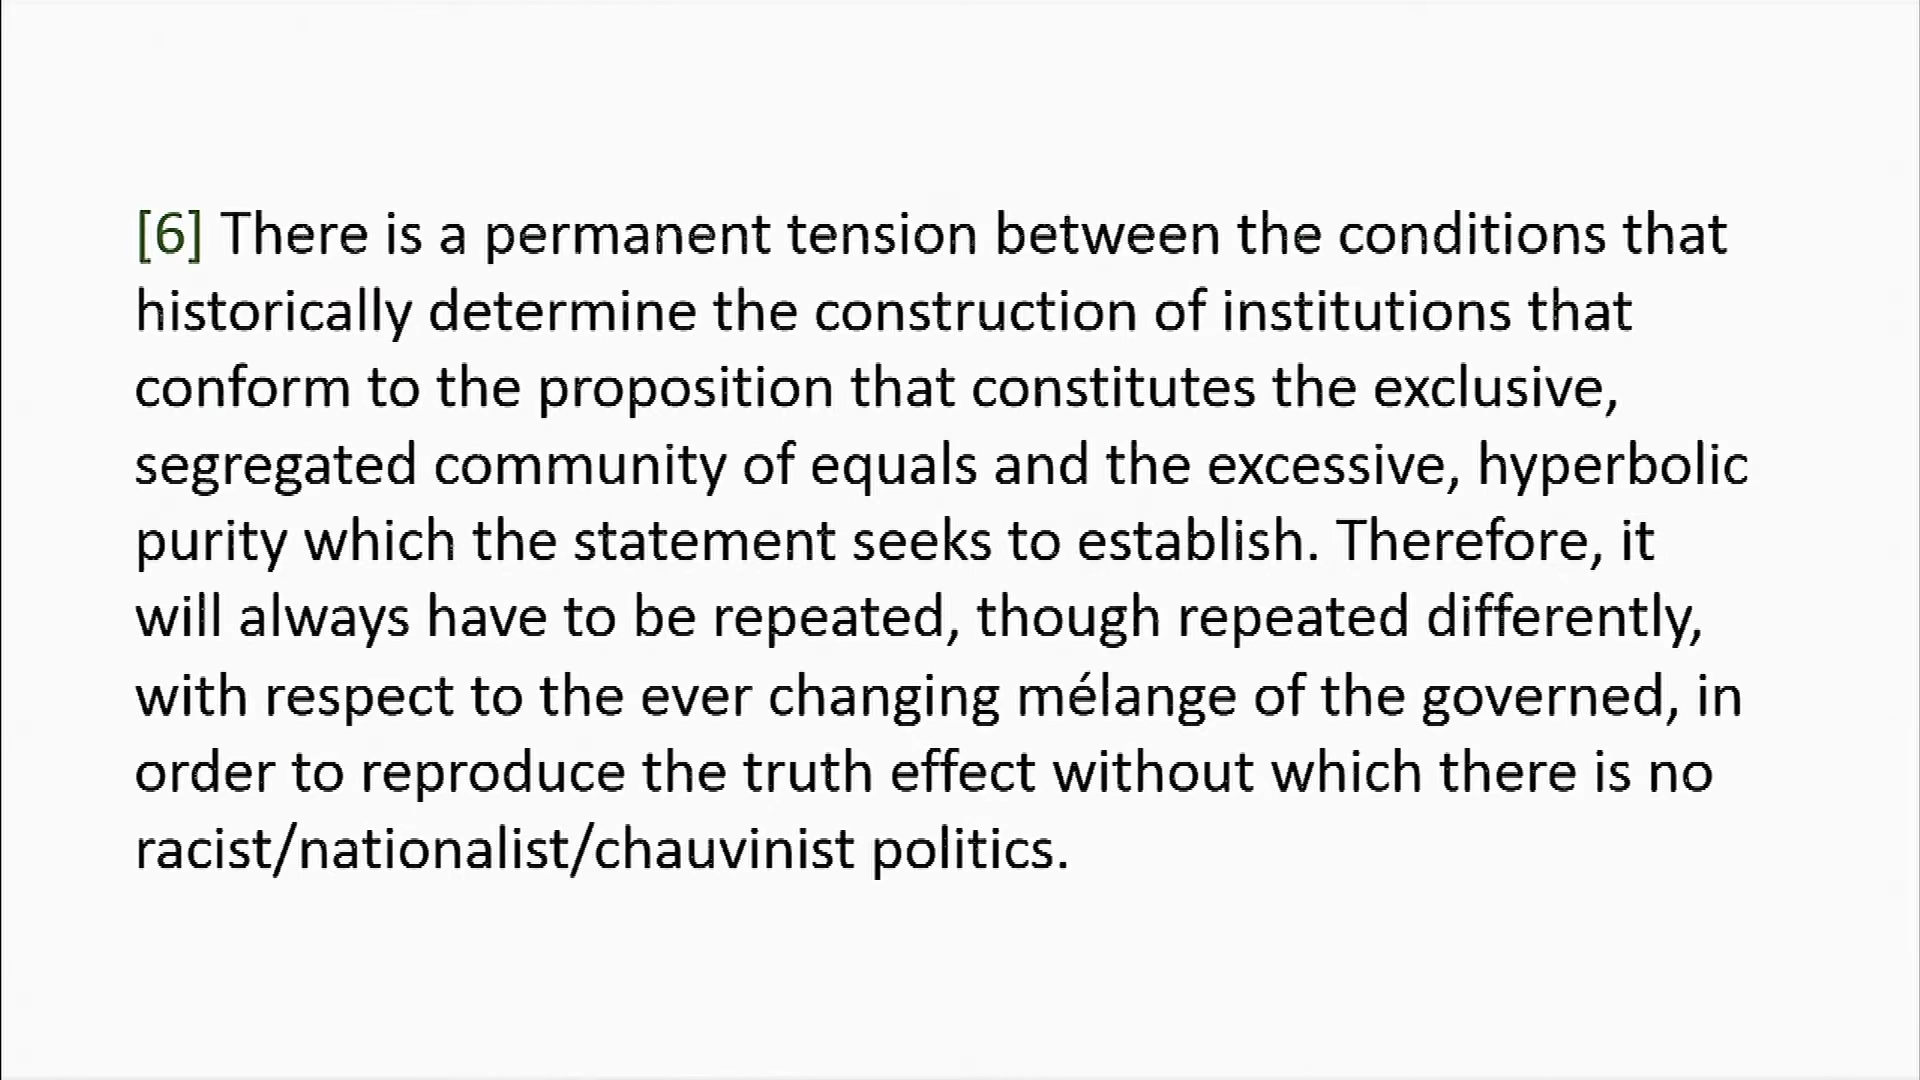 [6] There is a permanent tension between the conditions that
historically determine the construction of institutions that
conform to the proposition that constitutes the exclusive,
segregated community of equals and the excessive, hyperbolic
purity which the statement seeks to establish. Therefore, it
will always have to be repeated, though repeated differently,
with respect to the ever changing mélange of the governed, in
order to reproduce the truth effect without which there is no
racist/nationalist/chauvinist politics.